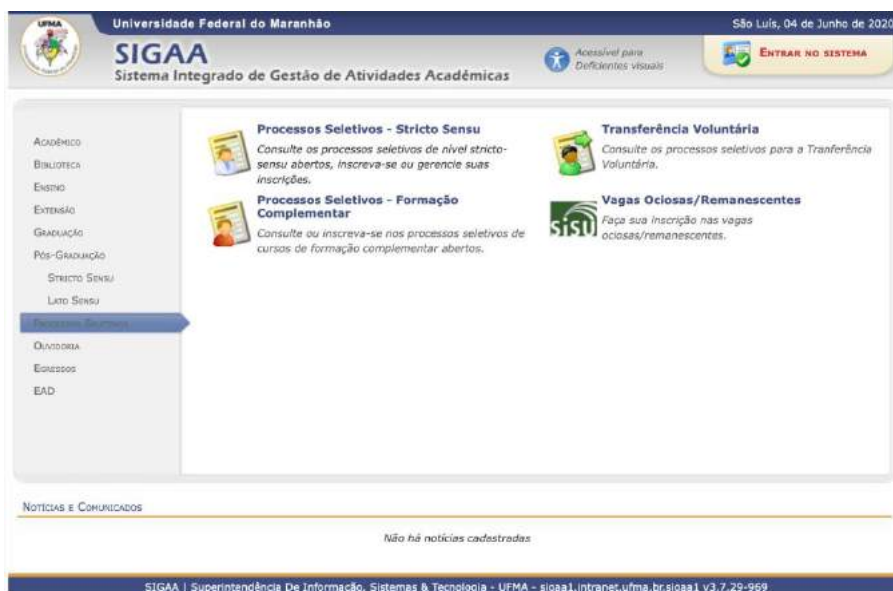 UFMA
Universidade Federal do Maranhão
São Luís, 04 de Junho de 2020
SIGAA
Sistema Integrado de Gestão de Atividades Acadêmicas
Acessível para
Deficientes visuais
ENTRAR NO SISTEMA
ACADÊMICO
BIBLIOTECA
ENSINO
EXTENSÃO
GRADUAÇÃO
PÓS-GRADUAÇÃO
STRICTO SENSU
LATO SENSU
PROCESSOS SELETIVOS
OUVIDORIA
EGRESSOS
EAD
Processos Seletivos - Stricto Sensu
Consulte os processos seletivos de nível stricto-
sensu abertos, inscreva-se ou gerencie suas
inscrições.
Transferência Voluntária
Consulte os processos seletivos para a Tranferência
Voluntária.
Processos Seletivos - Formação
Complementar
Consulte ou inscreva-se nos processos seletivos de
cursos de formação complementar abertos.
sisu
Vagas Ociosas/Remanescentes
Faça sua inscrição nas vagas
ociosas/remanescentes.
NOTÍCIAS E COMUNICADOS
Não há notícias cadastradas
SIGAA | Superintendência De Informação, Sistemas & Tecnologia - UFMA - sigaa1.intranet.ufma.br.sigaa1 v3.7.29-969